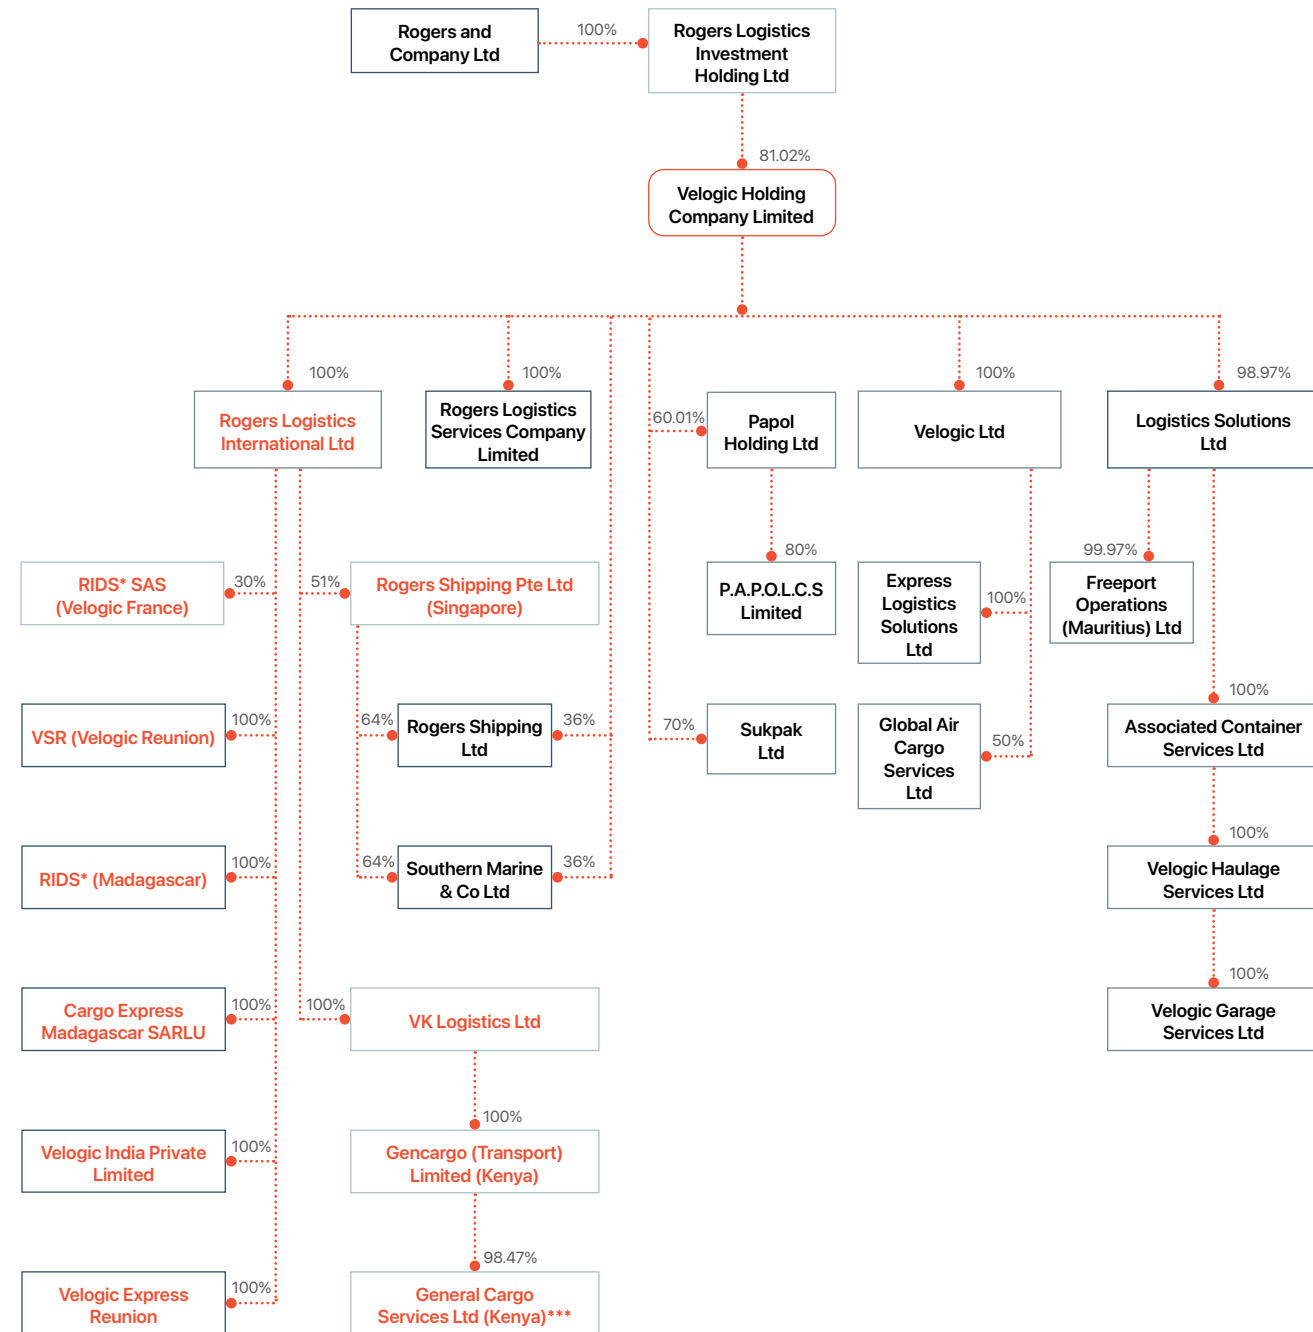 Rogers and
Company Ltd
100%
Rogers Logistics
Investment
Holding Ltd
81.02%
Velogic Holding
Company Limited
100%
Rogers Logistics
International Ltd
100%
Rogers Logistics
Services Company
Limited
60.01%
Papol
Holding Ltd
100%
Velogic Ltd
98.97%
Logistics Solutions
Ltd
RIDS* SAS
(Velogic France)
30%
51%
Rogers Shipping Pte Ltd
(Singapore)
80%
P.A.P.O.L.C.S
Limited
Express
Logistics
Solutions
Ltd
100%
99.97%
Freeport
Operations
(Mauritius) Ltd
VSR (Velogic Reunion)
100%
64%
Rogers Shipping
Ltd
36%
70%
Sukpak
Ltd
Global Air
Cargo
Services
Ltd
50%
100%
Associated Container
Services Ltd
RIDS* (Madagascar)
100%
64%
Southern Marine
& Co Ltd
36%
100%
Velogic Haulage
Services Ltd
Cargo Express
Madagascar SARLU
100%
100%
VK Logistics Ltd
100%
Velogic Garage
Services Ltd
Velogic India Private
Limited
100%
100%
Gencargo (Transport)
Limited (Kenya)
Velogic Express
Reunion
100%
98.47%
General Cargo
Services Ltd (Kenya)***